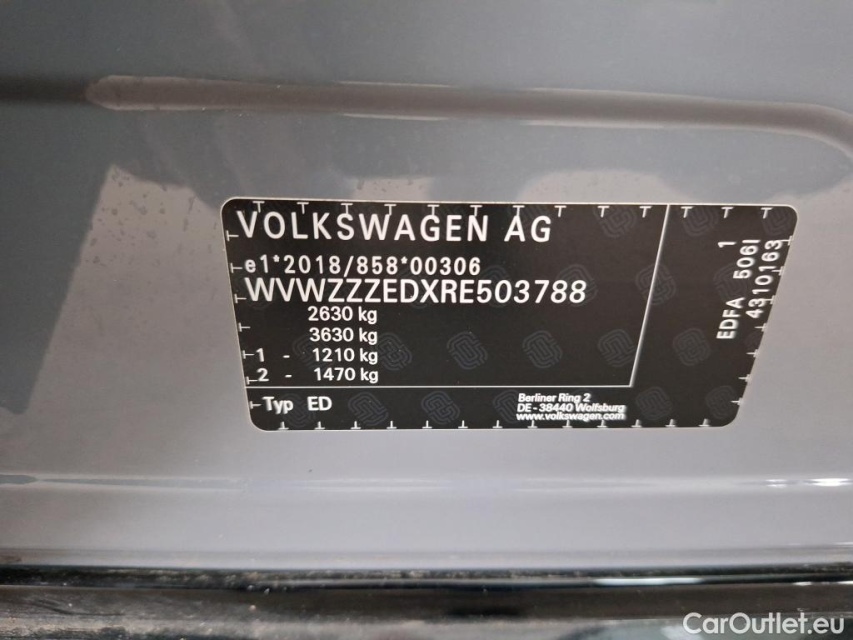 VOLKSWAGEN AG
e1*2018/858*00306
WVWZZZEDXRE503788
2630 kg
3630 kg
1 - 1210 kg
2 - 1470 kg
Typ ED
Berliner Ring 2
DE - 38440 Wolfsburg
www.volkswagen.com
1
EDFA 506I
4310163
CarOutlet.eu